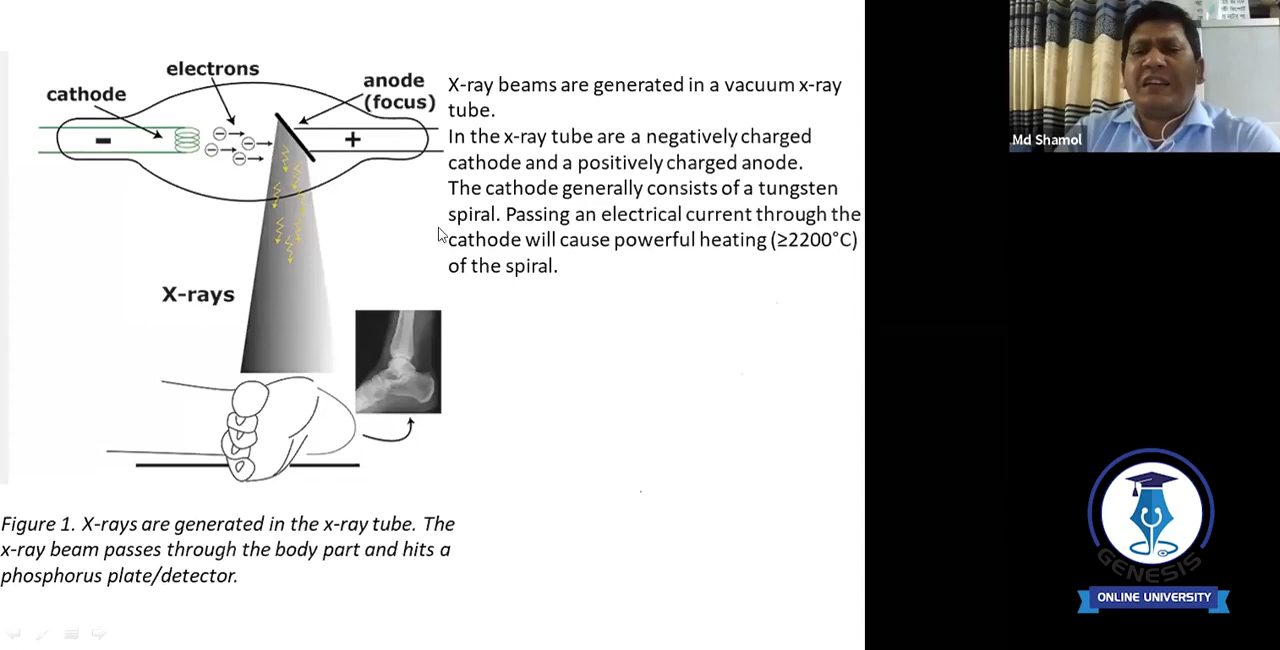 electrons
cathode
anode
(focus)
-
+
X-rays
X-ray beams are generated in a vacuum x-ray
tube.
In the x-ray tube are a negatively charged
cathode and a positively charged anode.
The cathode generally consists of a tungsten
spiral. Passing an electrical current through the
cathode will cause powerful heating (≥2200°C)
of the spiral.
Figure 1. X-rays are generated in the x-ray tube. The
x-ray beam passes through the body part and hits a
phosphorus plate/detector.
Md Shamol
GENESIS
ONLINE UNIVERSITY